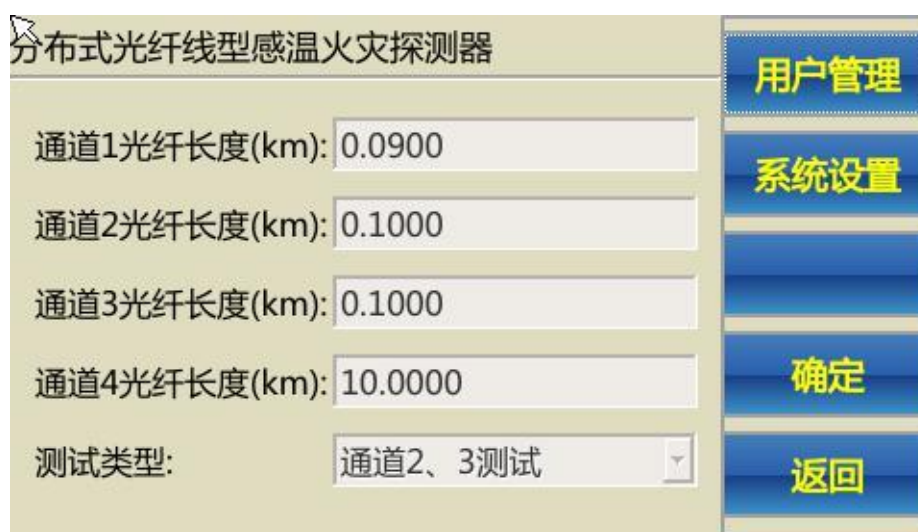 分布式光纤线型感温火灾探测器
通道1光纤长度(km): 0.0900
通道2光纤长度(km): 0.1000
通道3光纤长度(km): 0.1000
通道4光纤长度(km): 10.0000
测试类型: 通道2、3测试
用户管理
系统设置
确定
返回